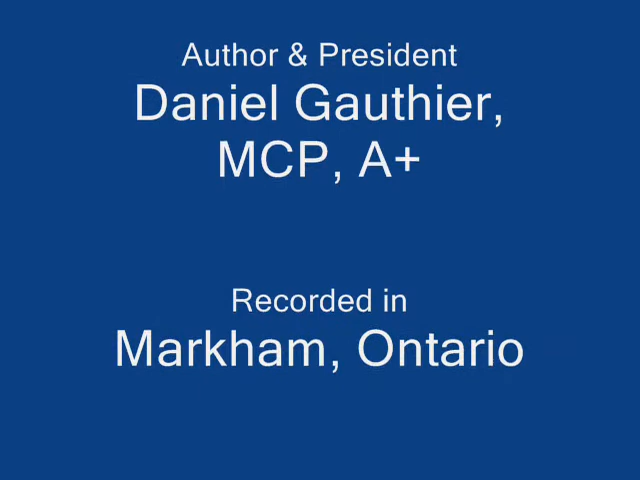 Author & President
Daniel Gauthier,
MCP, A+
Recorded in
Markham, Ontario